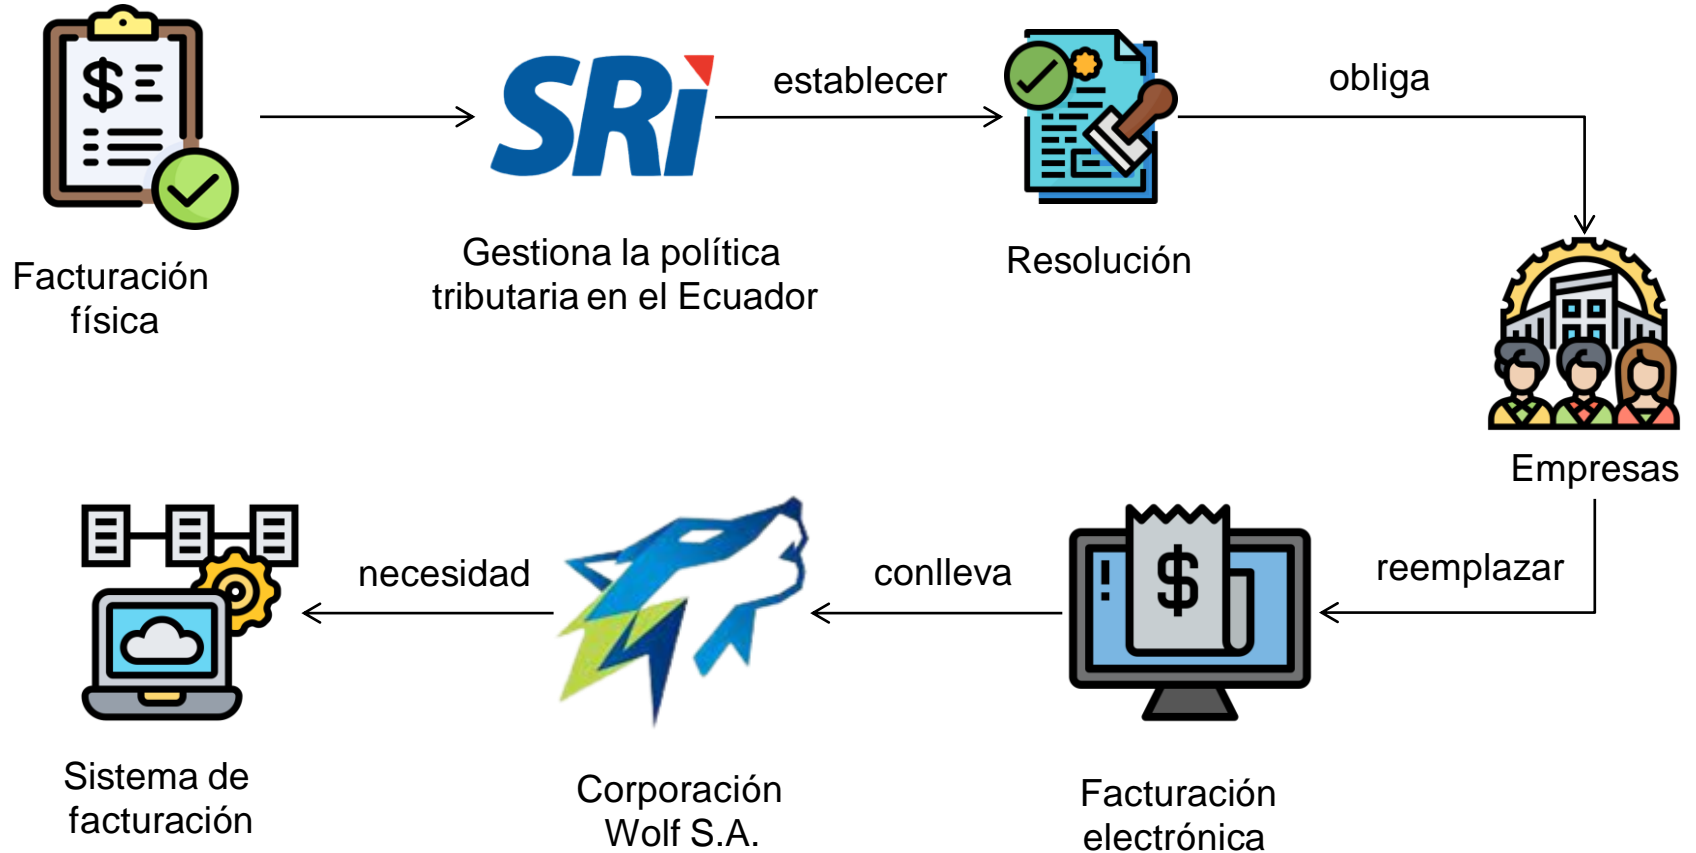 SRi
establecer
obliga
Facturación
física
Gestiona la política
tributaria en el Ecuador
Resolución
Empresas
reemplazar
conlleva
necesidad
$
$
!
Sistema de
facturación
Corporación
Wolf S.A.
Facturación
electrónica